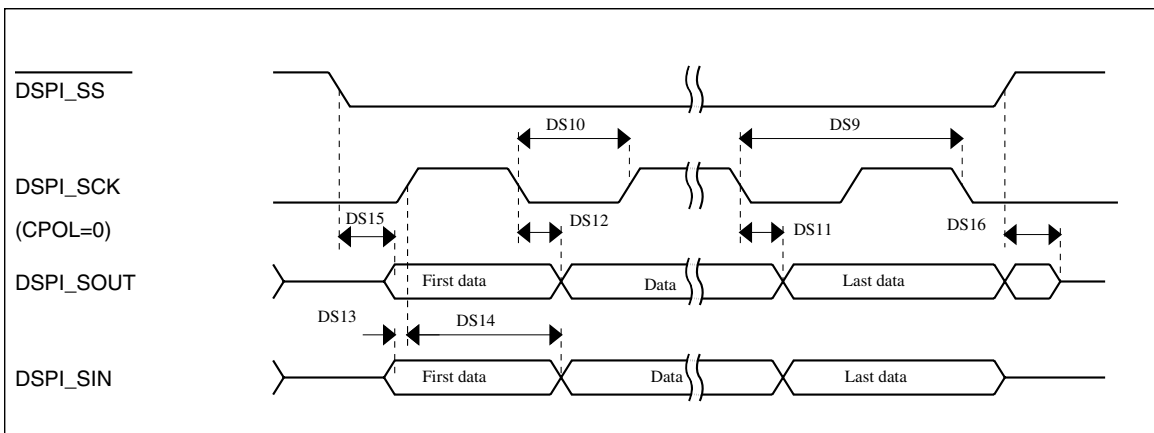 DSPI_SS
DS10
DS9
DSPI_SCK
(CPOL=0)
DS15
DS12
DS11
DS16
DSPI_SOUT
First data
Data
Last data
DS13
DS14
DSPI_SIN
First data
Data
Last data